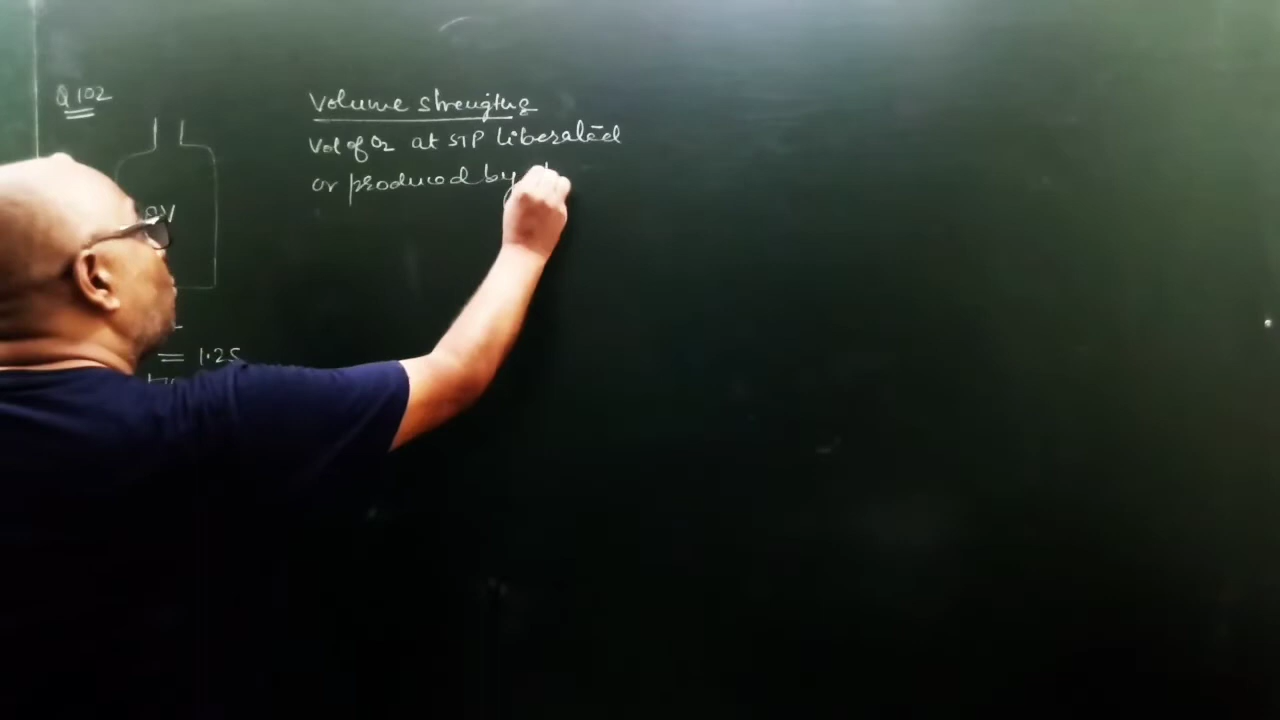 Q 102
Volume strength
Vol of O2 at STP liberated
or produced by
= 1.25